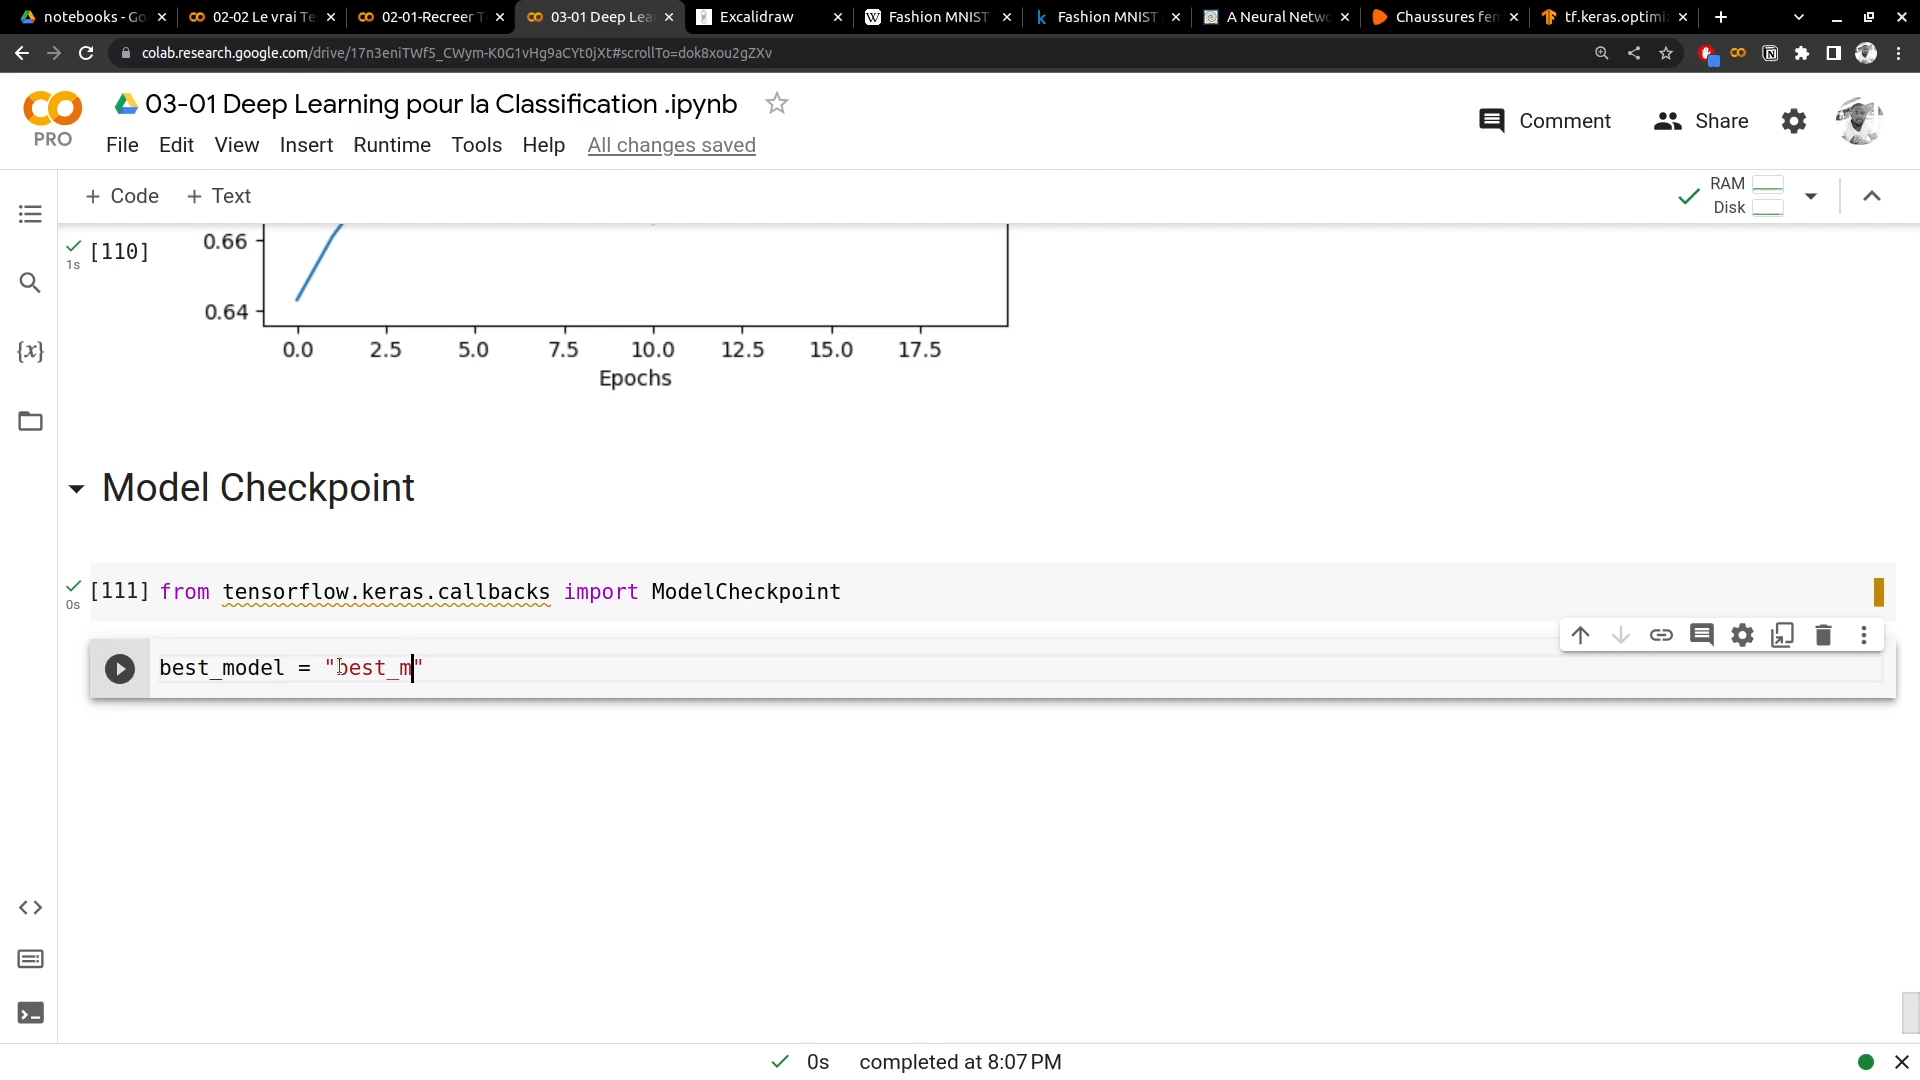 notebooks - Go
02-02 Le vrai Te
02-01-Recreer T
03-01 Deep Lea
Excalidraw
Fashion MNIST
Fashion MNIST
A Neural Netwo
Chaussures fem
tf.keras.optimi
colab.research.google.com/drive/17n3eniTWf5_CWym-K0G1vHg9aCYt0jXt#scrollTo=dok8xou2gZXv
PRO
03-01 Deep Learning pour la Classification .ipynb
File Edit View Insert Runtime Tools Help All changes saved
Comment
Share
+ Code + Text
RAM
Disk
[110]
1s
0.66
0.64
0.0 2.5 5.0 7.5 10.0 12.5 15.0 17.5
Epochs
Model Checkpoint
[111] from tensorflow.keras.callbacks import ModelCheckpoint
0s
best_model = "best_m"
0s completed at 8:07 PM